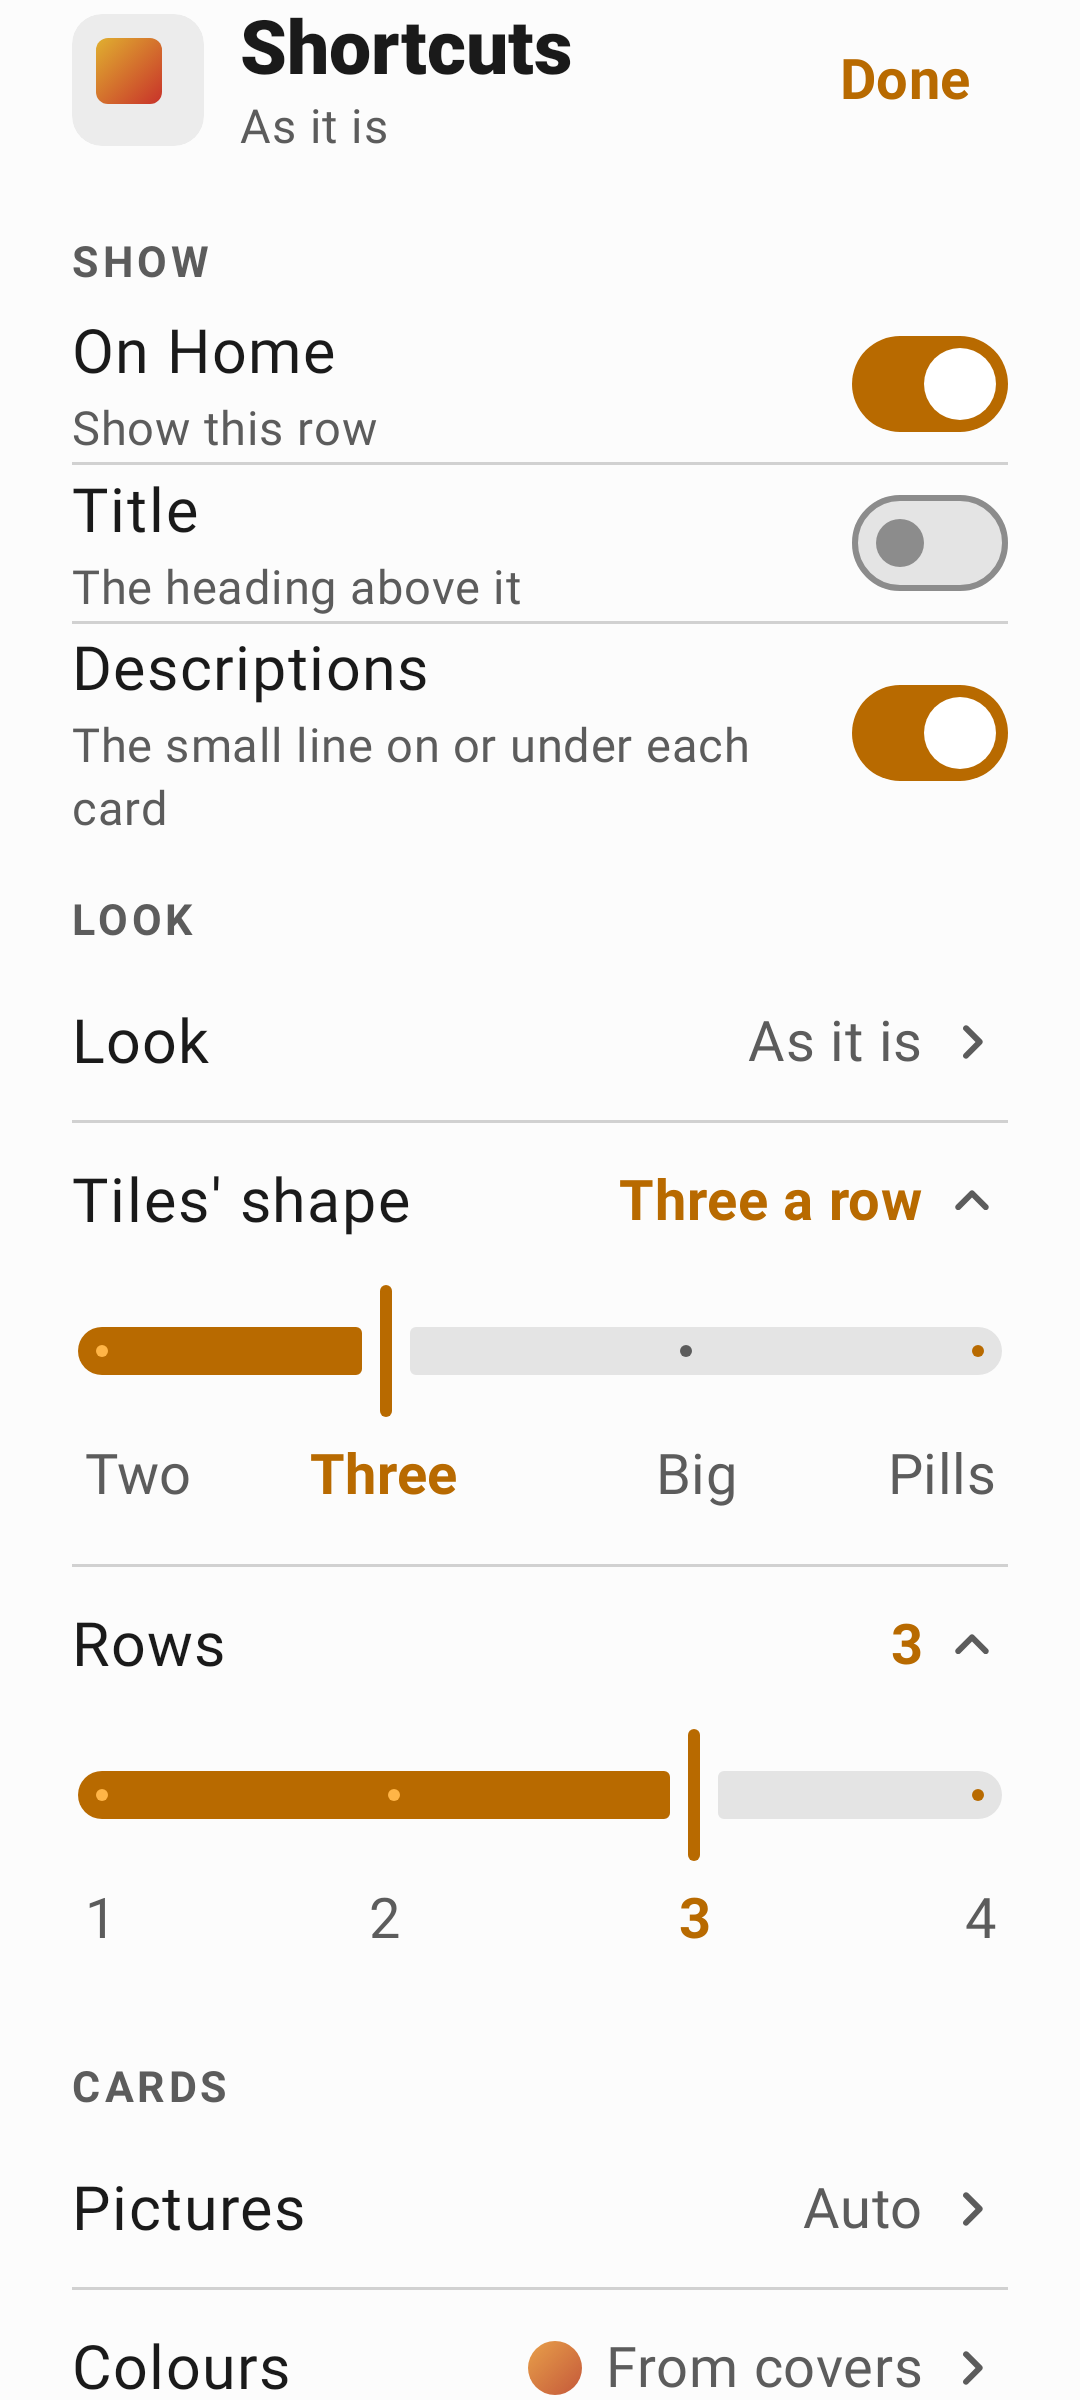 Shortcuts
As it is
Done
SHOW
On Home
Show this row
Title
The heading above it
Descriptions
The small line on or under each
card
LOOK
Look As it is
Tiles' shape Three a row
Two Three Big Pills
Rows 3
1 2 3 4
CARDS
Pictures Auto
Colours From covers